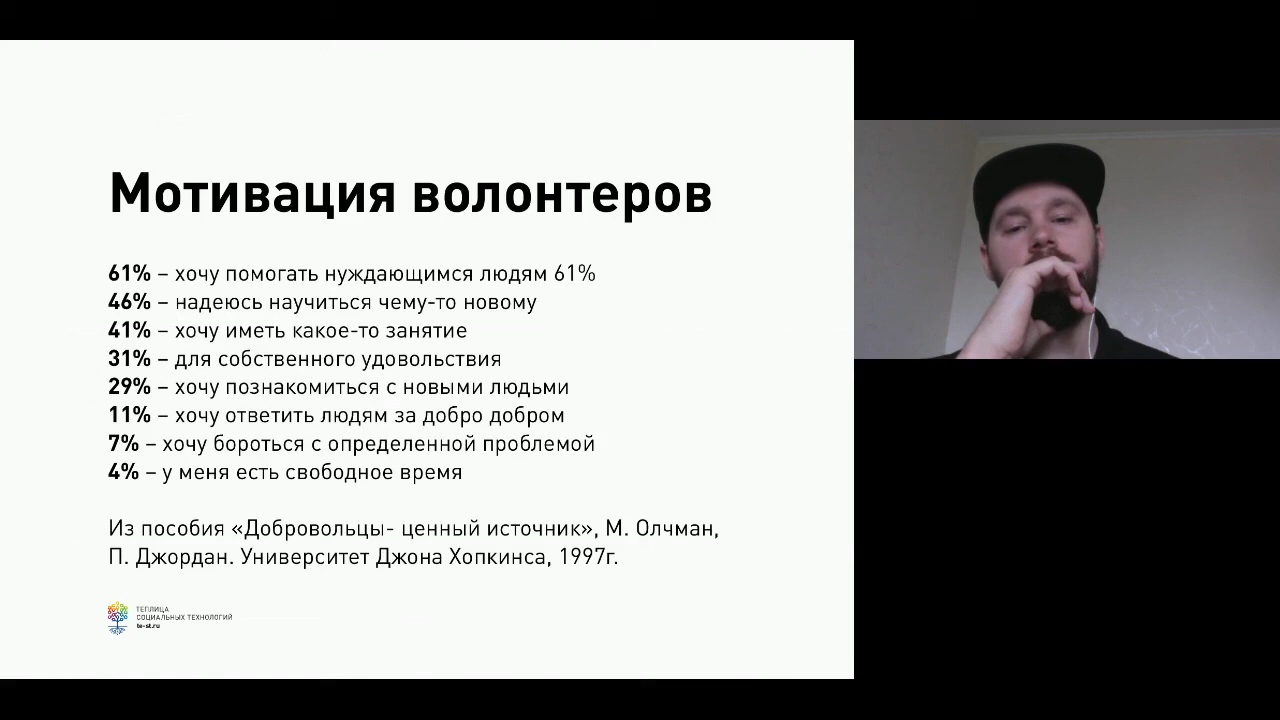 Мотивация волонтеров
61% – хочу помогать нуждающимся людям 61%
46% – надеюсь научиться чему-то новому
41% – хочу иметь какое-то занятие
31% – для собственного удовольствия
29% – хочу познакомиться с новыми людьми
11% – хочу ответить людям за добро добром
7% – хочу бороться с определенной проблемой
4% – у меня есть свободное время
Из пособия «Добровольцы- ценный источник», М. Олчман,
П. Джордан. Университет Джона Хопкинса, 1997г.
ТЕПЛИЦА
СОЦИАЛЬНЫХ ТЕХНОЛОГИЙ
te-st.ru